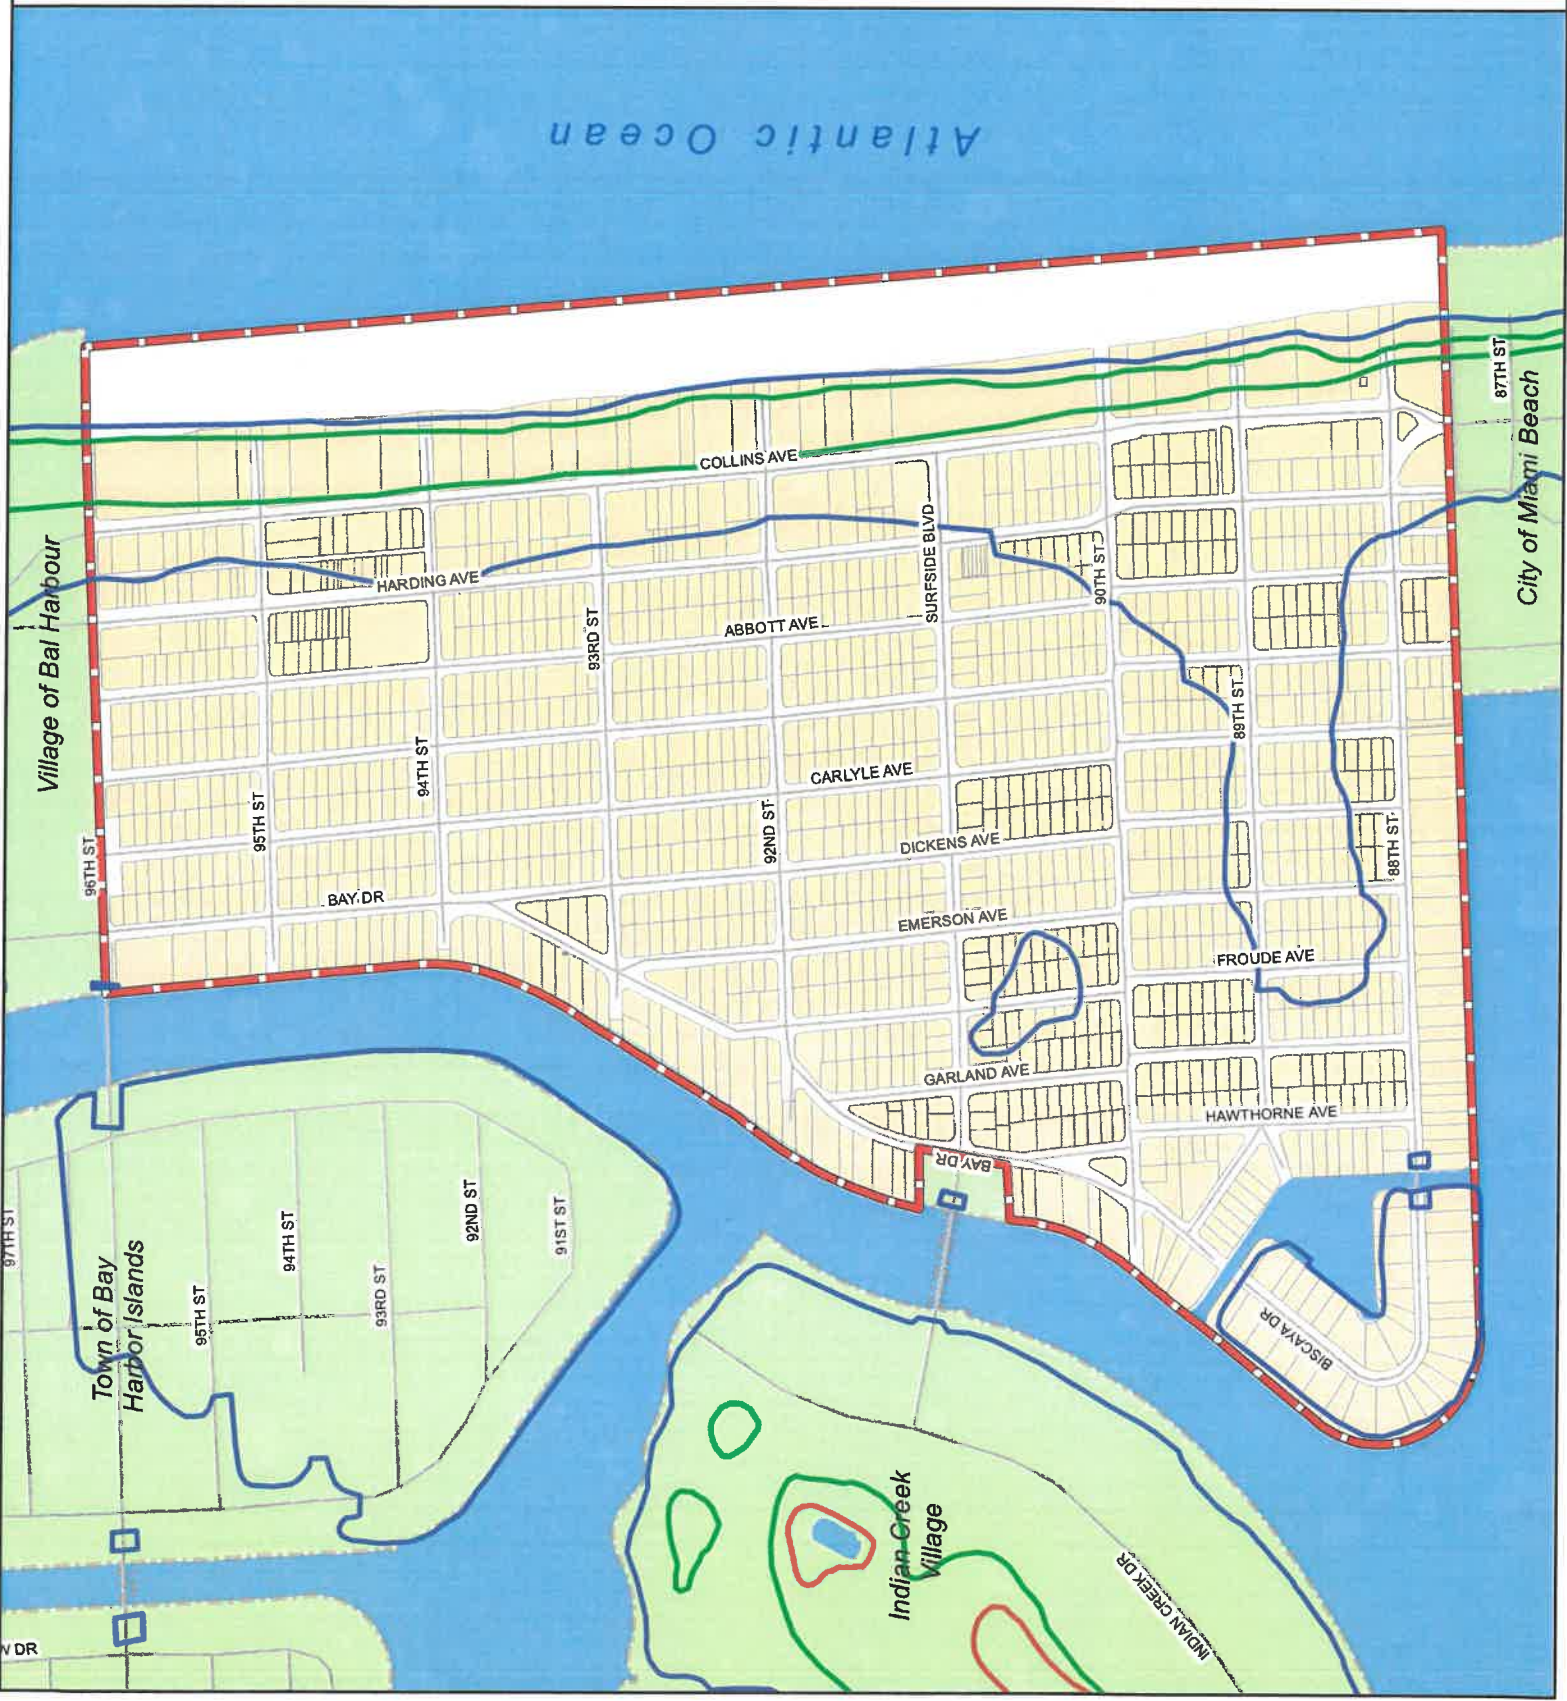 Atlantic Ocean
Village of Bal Harbour
87TH ST
City of Miami Beach
COLLINS AVE
HARDING AVE
SURFSIDE BLVD
90TH ST
ABBOTT AVE
93RD ST
89TH ST
94TH ST
CARLYLE AVE
95TH ST
92ND ST
DICKENS AVE
88TH ST
96TH ST
BAY DR
EMERSON AVE
FROUDE AVE
GARLAND AVE
HAWTHORNE AVE
BAY DR
97TH ST
94TH ST
92ND ST
91ST ST
95TH ST
93RD ST
Town of Bay
Harbor Islands
BISCAYA DR
Indian Creek
Village
INDIAN CREEK DR
DR